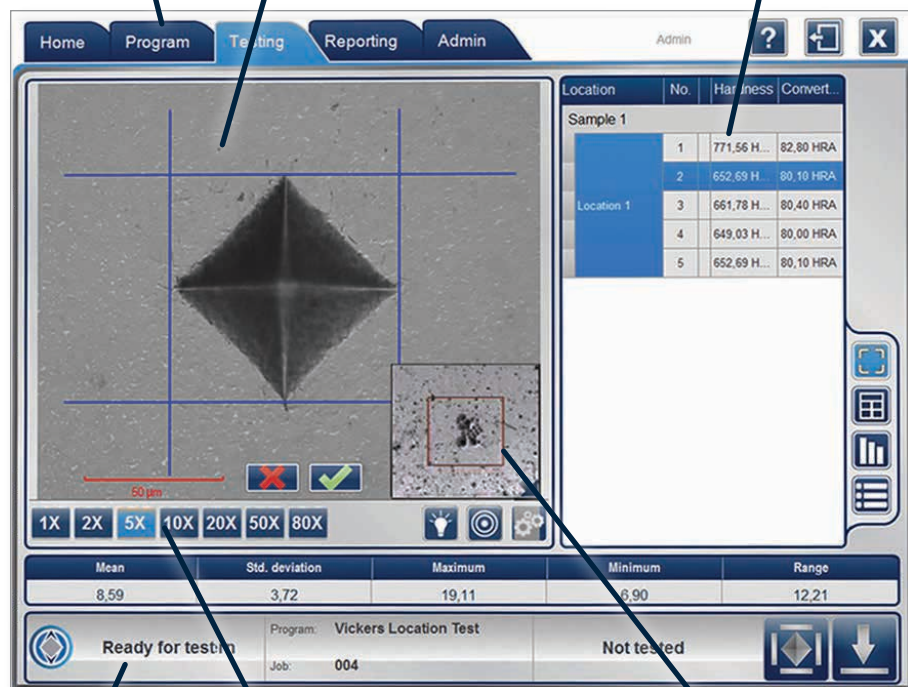 Home Program Testing Reporting Admin Admin ?
Location No. Hardness Convert...
Sample 1
1 771,56 H... 82,80 HRA
2 652,69 H... 80,10 HRA
Location 1 3 661,78 H... 80,40 HRA
4 649,03 H... 80,00 HRA
5 652,69 H... 80,10 HRA
50 µm
1X 2X 5X 10X 20X 50X 80X
Mean Std. deviation Maximum Minimum Range
8,59 3,72 19,11 6,90 12,21
Program: Vickers Location Test
Ready for testin Not tested
Job: 004